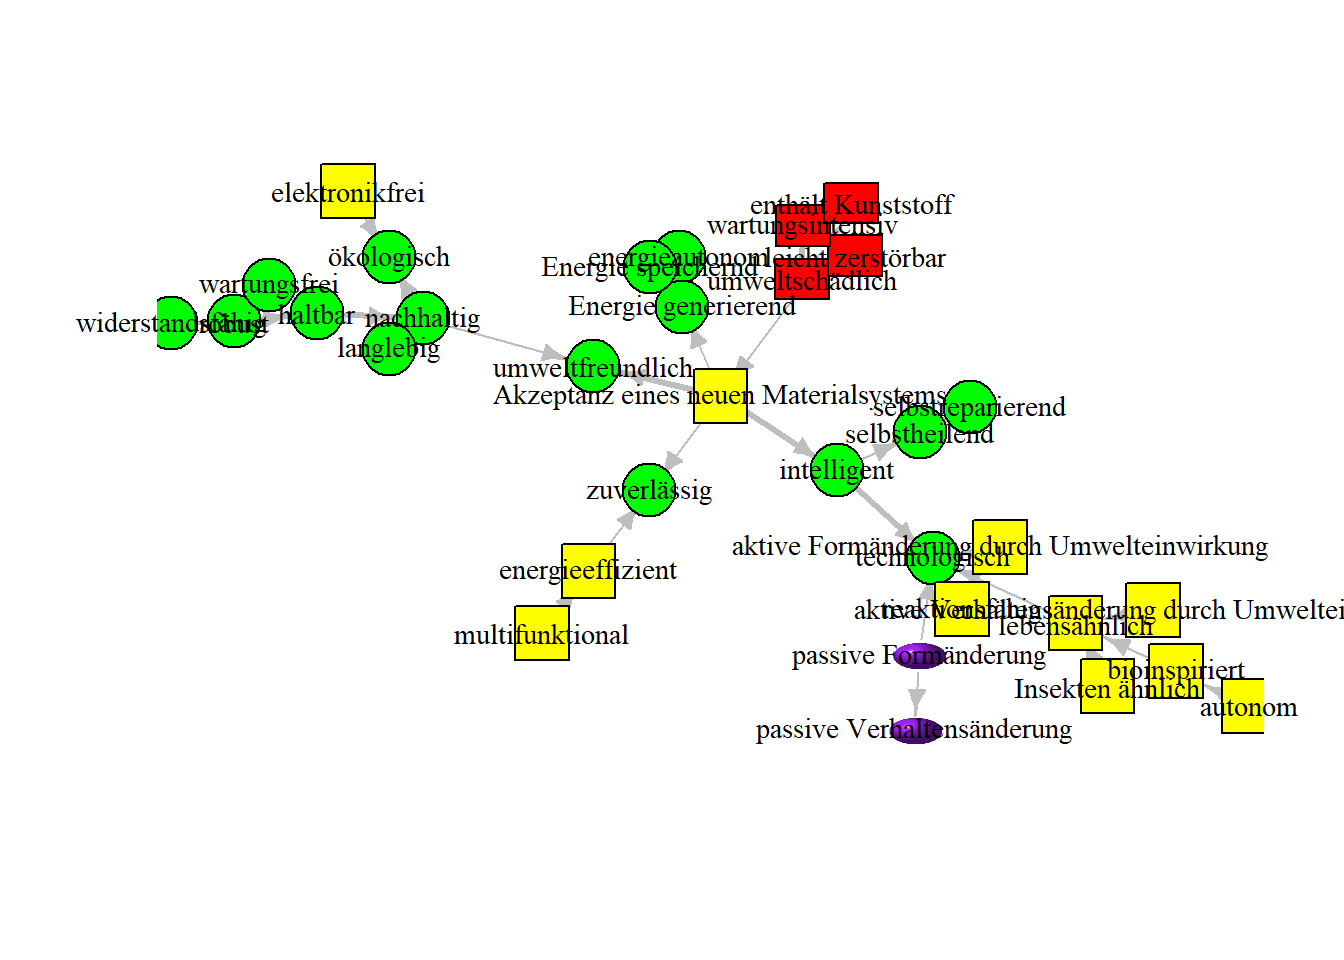 elektronikfrei
enthält Kunststoff
wartungsintensiv
ökologisch
energieautonom
leicht zerstörbar
Energie speichernd
wartungsfrei
umweltschädlich
Energie generierend
widerstandsfähig
robust
haltbar
nachhaltig
langlebig
umweltfreundlich
Akzeptanz eines neuen Materialsystems
selbstreparierend
selbstheilend
intelligent
zuverlässig
aktive Formänderung durch Umwelteinwirkung
technologisch
energieeffizient
reaktionsfähig
aktive Verhaltensänderung durch Umweltei
lebensähnlich
multifunktional
passive Formänderung
bioinspiriert
Insekten ähnlich
autonom
passive Verhaltensänderung